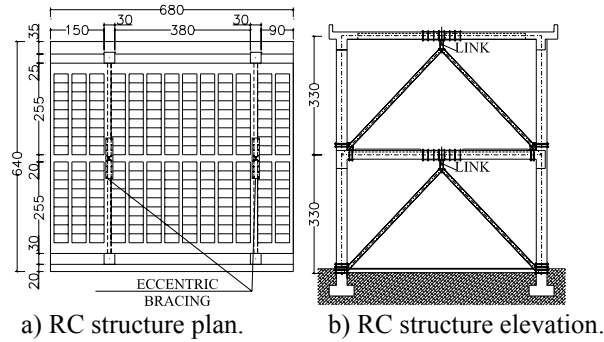 680
150 30 380 30 90
35
25
255
640
20
255
30
20
ECCENTRIC
BRACING
a) RC structure plan.
LINK
330
LINK
330
b) RC structure elevation.